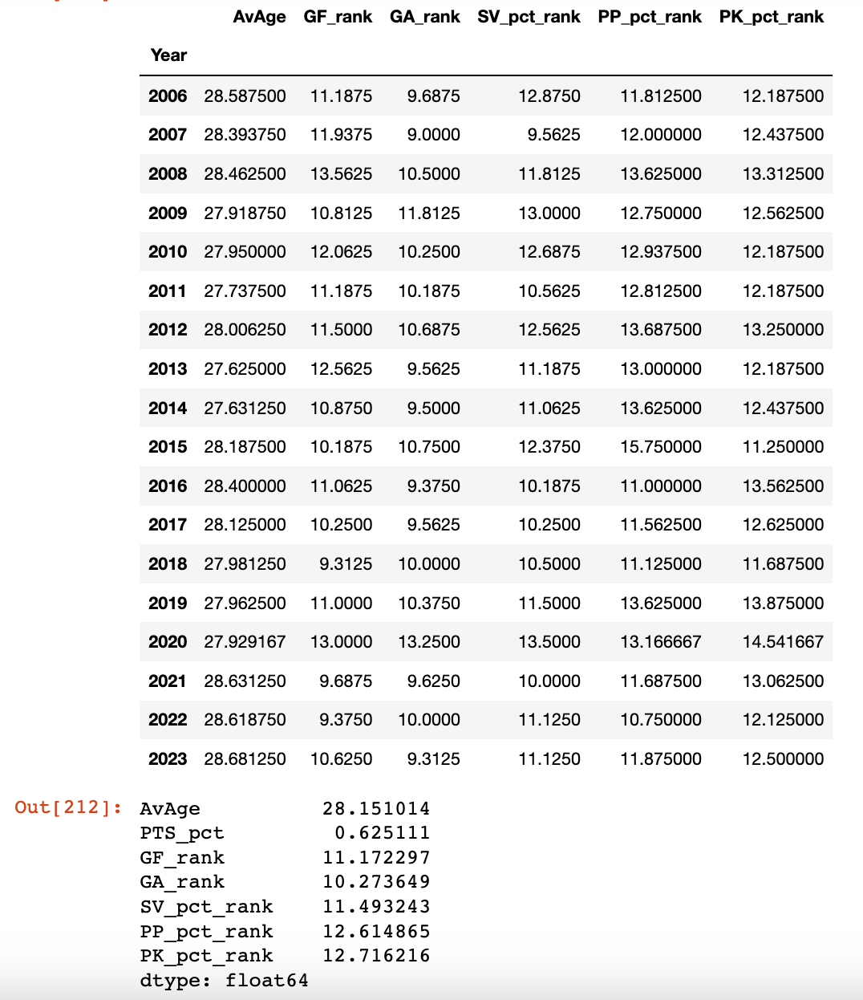 AvAge GF_rank GA_rank SV_pct_rank PP_pct_rank PK_pct_rank
Year
2006 28.587500 11.1875 9.6875 12.8750 11.812500 12.187500
2007 28.393750 11.9375 9.0000 9.5625 12.000000 12.437500
2008 28.462500 13.5625 10.5000 11.8125 13.625000 13.312500
2009 27.918750 10.8125 11.8125 13.0000 12.750000 12.562500
2010 27.950000 12.0625 10.2500 12.6875 12.937500 12.187500
2011 27.737500 11.1875 10.1875 10.5625 12.812500 12.187500
2012 28.006250 11.5000 10.6875 12.5625 13.687500 13.250000
2013 27.625000 12.5625 9.5625 11.1875 13.000000 12.187500
2014 27.631250 10.8750 9.5000 11.0625 13.625000 12.437500
2015 28.187500 10.1875 10.7500 12.3750 15.750000 11.250000
2016 28.400000 11.0625 9.3750 10.1875 11.000000 13.562500
2017 28.125000 10.2500 9.5625 10.2500 11.562500 12.625000
2018 27.981250 9.3125 10.0000 10.5000 11.125000 11.687500
2019 27.962500 11.0000 10.3750 11.5000 13.625000 13.875000
2020 27.929167 13.0000 13.2500 13.5000 13.166667 14.541667
2021 28.631250 9.6875 9.6250 10.0000 11.687500 13.062500
2022 28.618750 9.3750 10.0000 11.1250 10.750000 12.125000
2023 28.681250 10.6250 9.3125 11.1250 11.875000 12.500000
Out[212]: AvAge 28.151014
PTS_pct 0.625111
GF_rank 11.172297
GA_rank 10.273649
SV_pct_rank 11.493243
PP_pct_rank 12.614865
PK_pct_rank 12.716216
dtype: float64